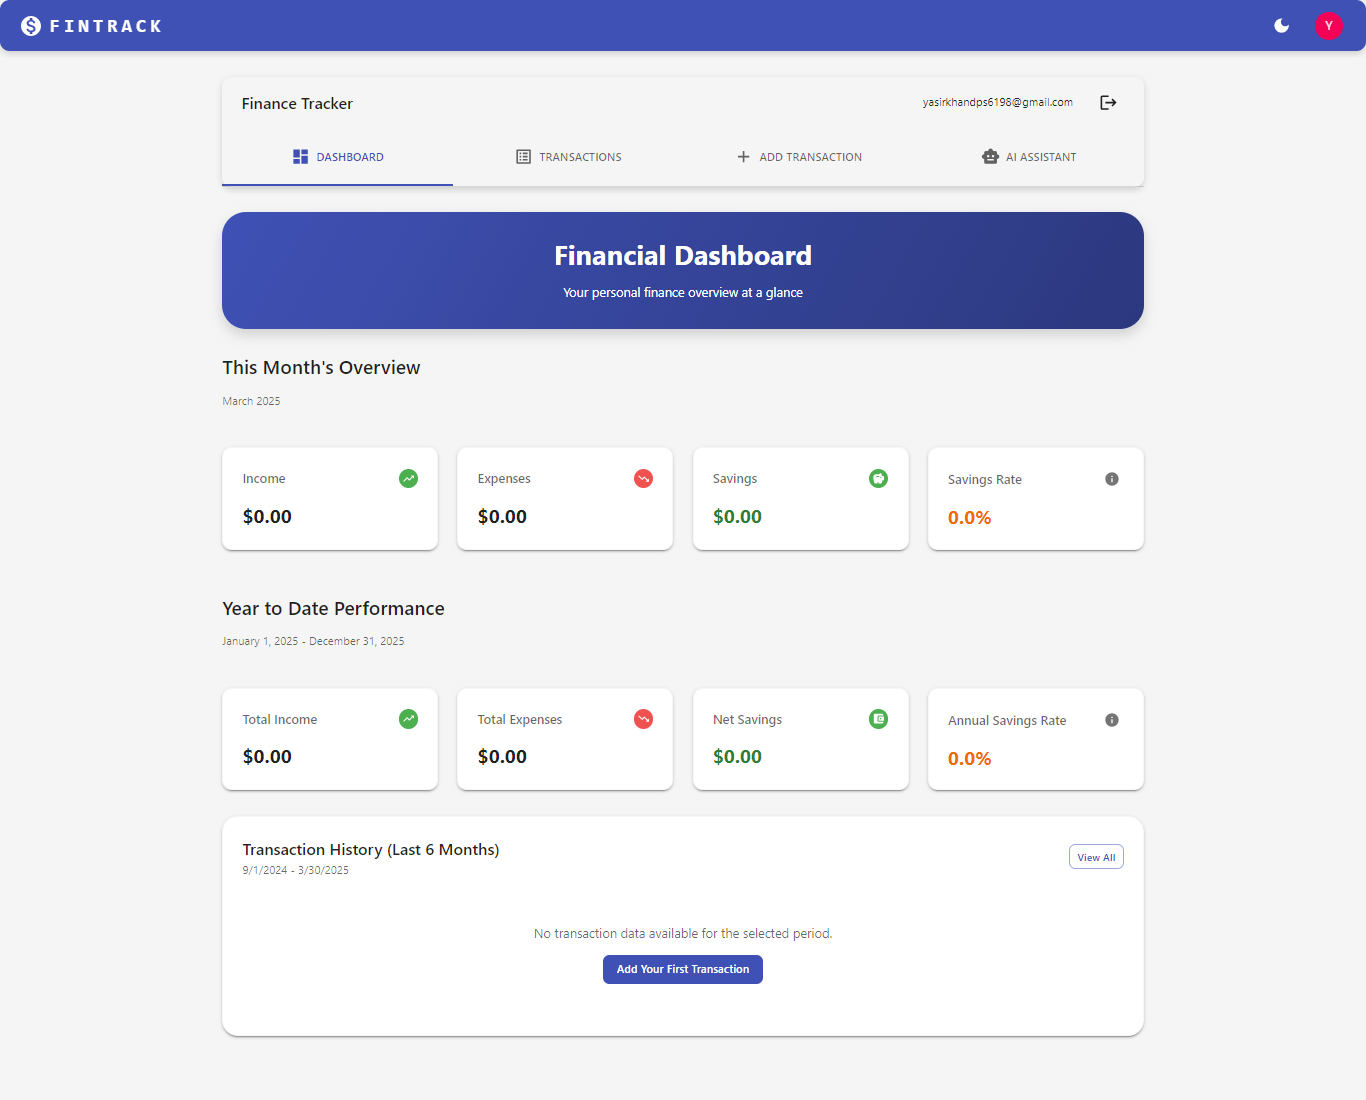 FINTRACK
Y
Finance Tracker
yasirkhandps6198@gmail.com
DASHBOARD
TRANSACTIONS
ADD TRANSACTION
AI ASSISTANT
Financial Dashboard
Your personal finance overview at a glance
This Month's Overview
March 2025
Income
Expenses
Savings
Savings Rate
$0.00
$0.00
$0.00
0.0%
Year to Date Performance
January 1, 2025 - December 31, 2025
Total Income
Total Expenses
Net Savings
Annual Savings Rate
$0.00
$0.00
$0.00
0.0%
Transaction History (Last 6 Months)
View All
9/1/2024 - 3/30/2025
No transaction data available for the selected period.
Add Your First Transaction